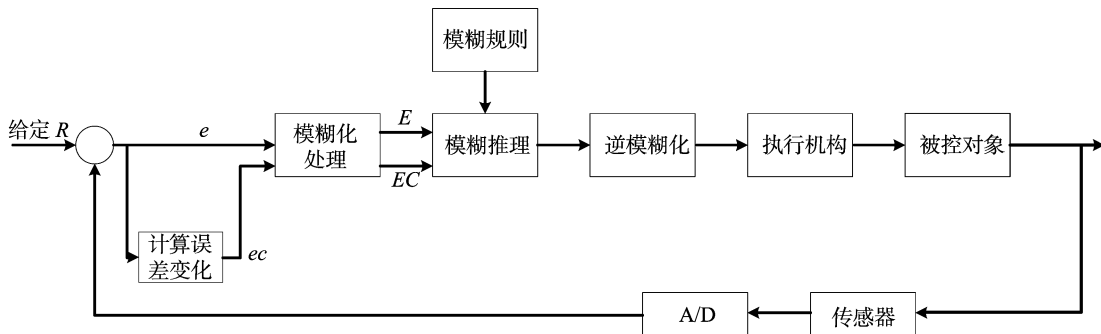 模糊规则
给定 R
e
模糊化
处理
E
EC
模糊推理
逆模糊化
执行机构
被控对象
计算误
差变化
ec
A/D
传感器